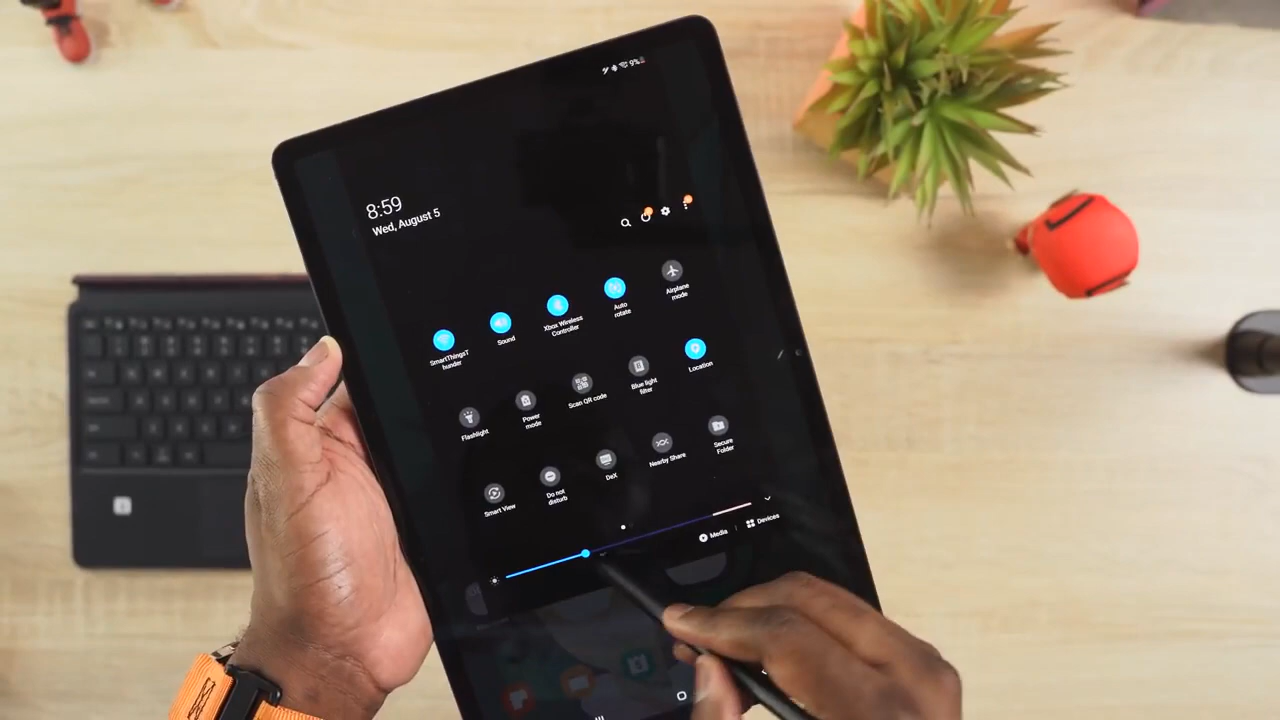 9%
8:59
Wed, August 5
SmartThingsT
hunder
Sound
Xbox Wireless
Controller
Auto
rotate
Airplane
mode
Flashlight
Power
mode
Scan QR code
Blue light
filter
Location
Smart View
Do not
disturb
DeX
Nearby Share
Secure
Folder
Media
Devices